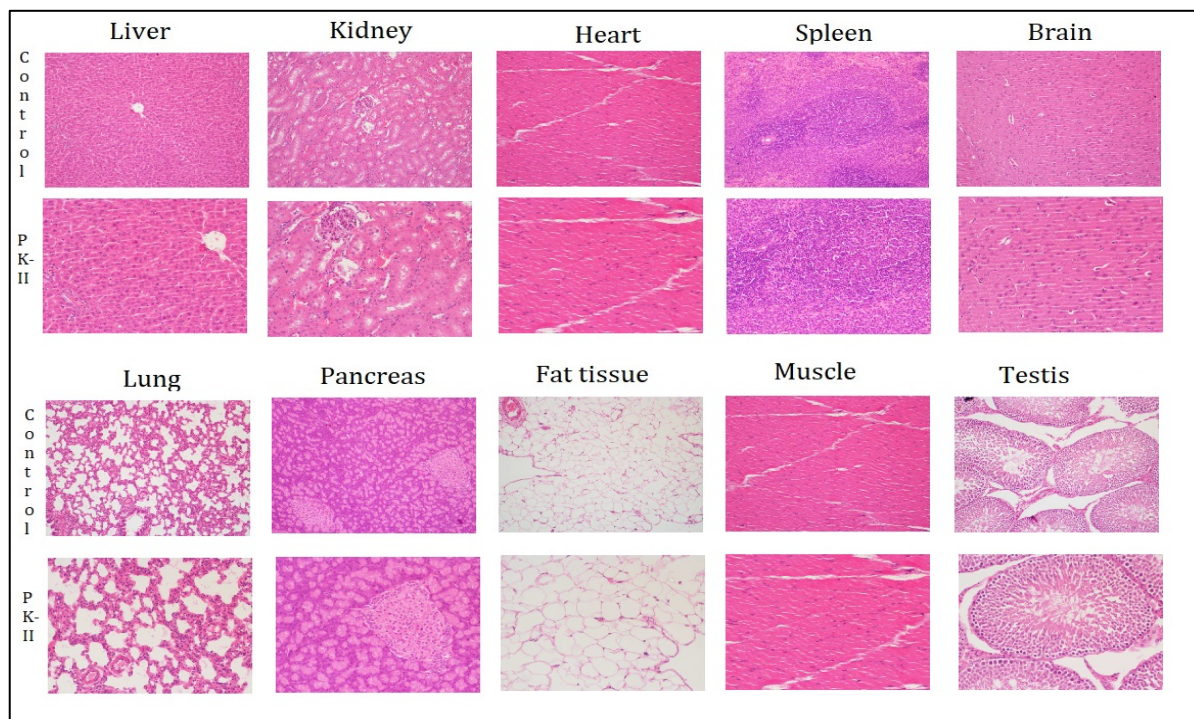 Liver Kidney Heart Spleen Brain
Control
PK-II
Lung Pancreas Fat tissue Muscle Testis
Control
PK-II